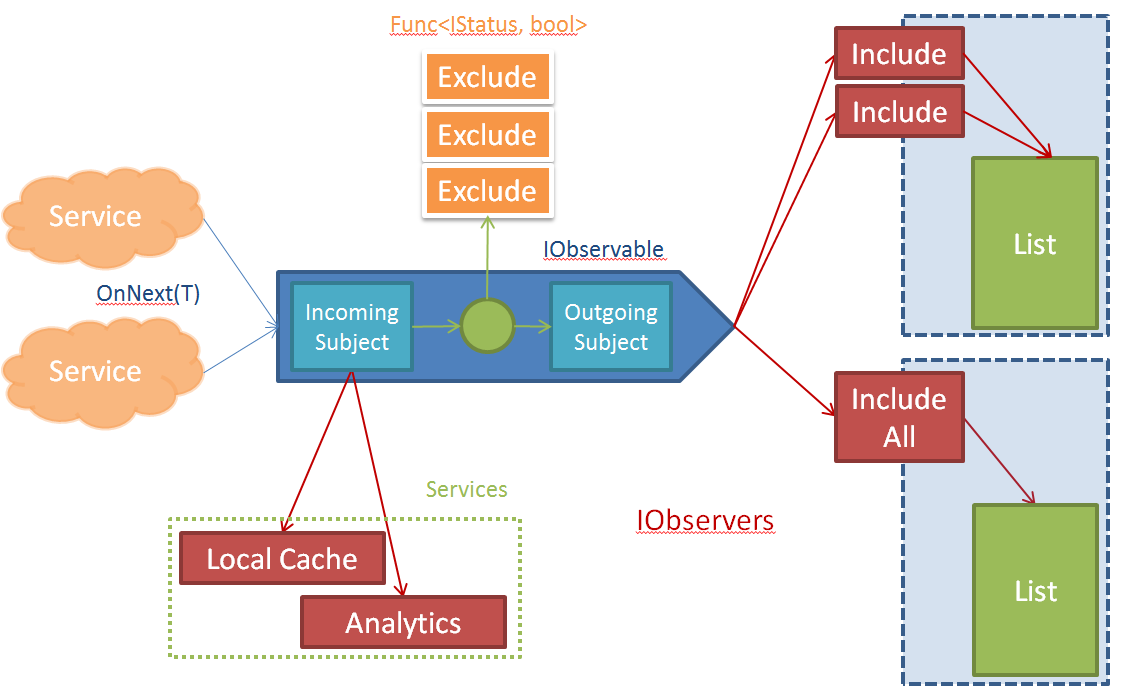 Func<IStatus, bool>
Exclude
Exclude
Exclude
Include
Include
List
Service
OnNext(T)
Service
IObservable
Incoming
Subject
Outgoing
Subject
Include
All
List
Services
Local Cache
Analytics
IObservers